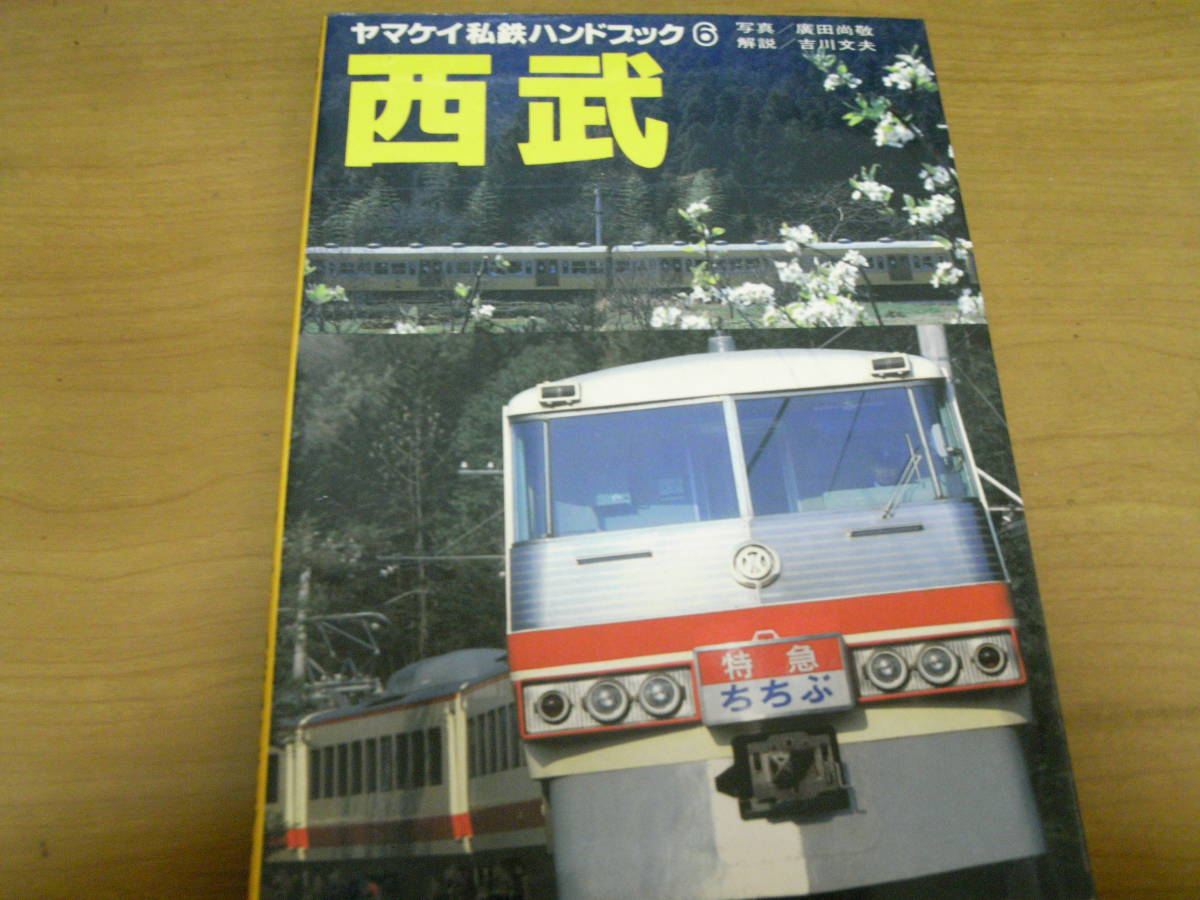 ヤマケイ私鉄ハンドブック⑥
写真／廣田尚敬
解説／吉川文夫
西武
特急
ちちぶ